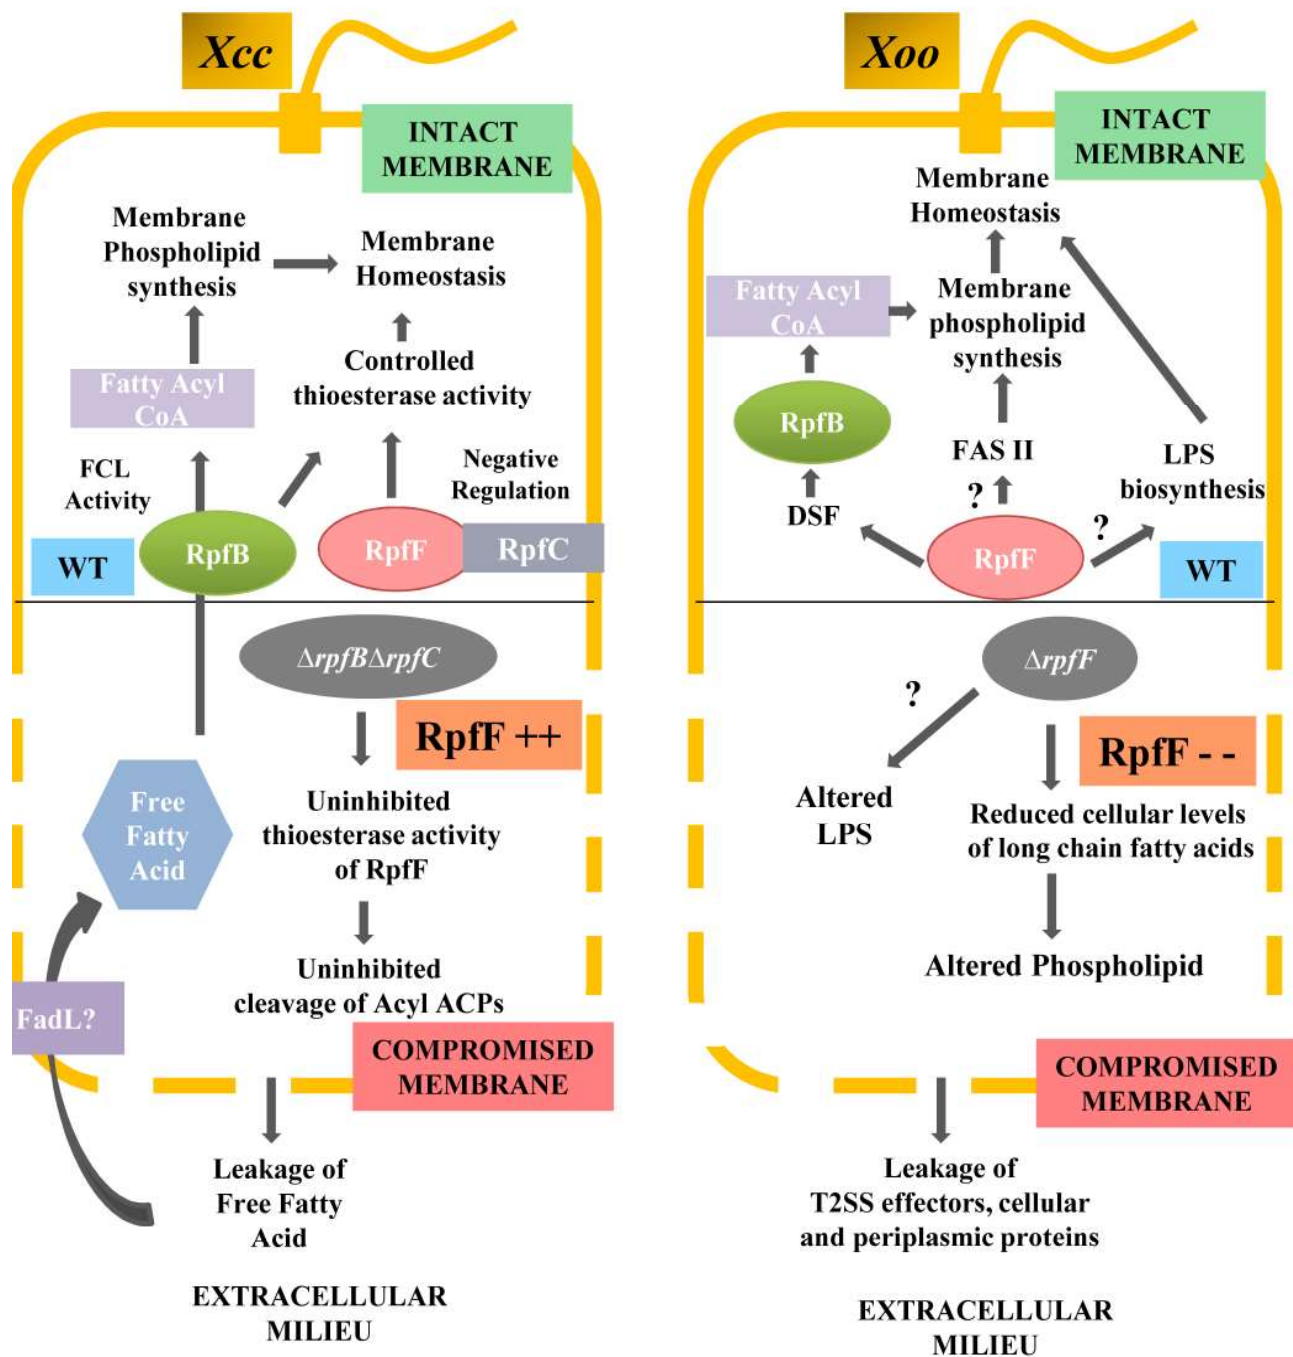 Xcc
INTACT
MEMBRANE
Membrane
Phospholipid
synthesis
Membrane
Homeostasis
Controlled
thioesterase activity
Fatty Acyl
CoA
FCL
Activity
Negative
Regulation
WT
RpfB
RpfF
RpfC
ΔrpfBΔrpfC
RpfF ++
Free
Fatty
Acid
Uninhibited
thioesterase activity
of RpfF
Uninhibited
cleavage of Acyl ACPs
FadL?
COMPROMISED
MEMBRANE
Leakage of
Free Fatty
Acid
EXTRACELLULAR
MILIEU
Xoo
INTACT
MEMBRANE
Membrane
Homeostasis
Fatty Acyl
CoA
Membrane
phospholipid
synthesis
RpfB
FAS II
LPS
biosynthesis
DSF
?
?
RpfF
WT
ΔrpfF
?
RpfF - -
Altered
LPS
Reduced cellular levels
of long chain fatty acids
Altered Phospholipid
COMPROMISED
MEMBRANE
Leakage of
T2SS effectors, cellular
and periplasmic proteins
EXTRACELLULAR
MILIEU